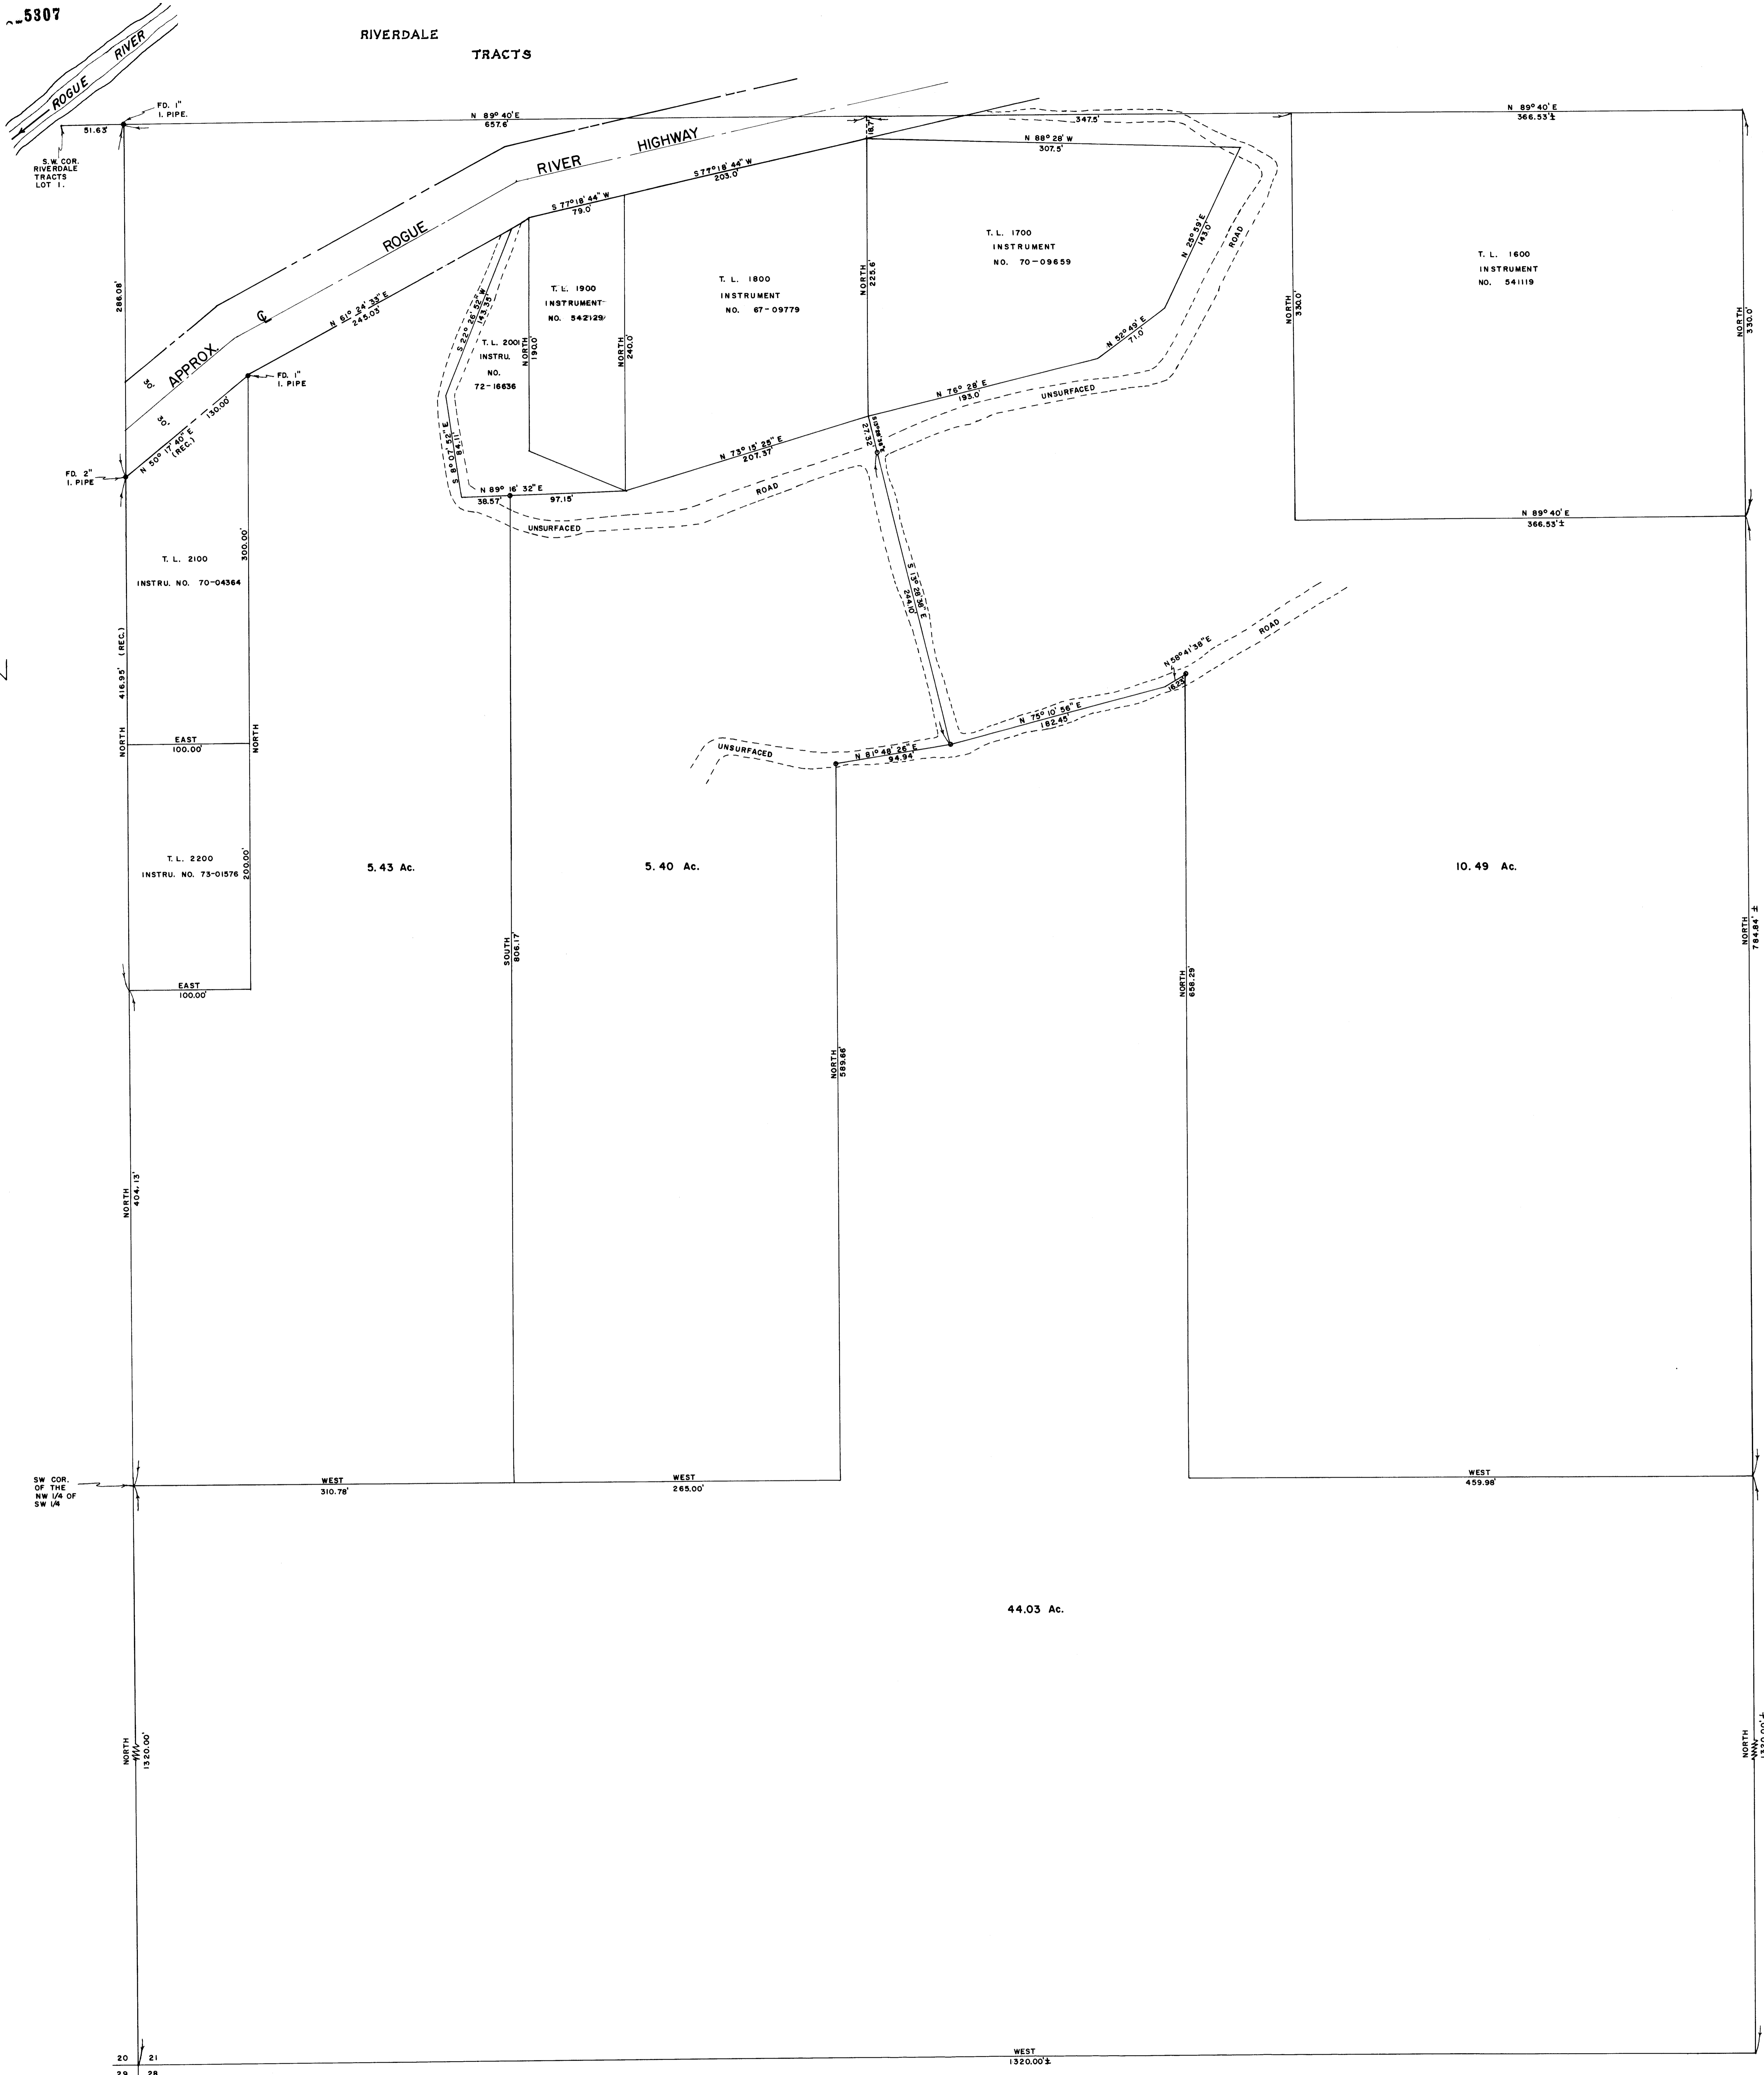 5307
ROGUE RIVER
RIVERDALE
TRACTS
FD. 1"
I. PIPE.
51.63'
S.W. COR.
RIVERDALE
TRACTS
LOT 1.
N 89° 40' E
657.6'
18.7'
347.5'
N 89° 40' E
366.53'±
APPROX. ℄ ROGUE RIVER HIGHWAY
50'
50'
286.08'
S 77° 18' 44" W
203.0'
S 77° 18' 44" W
79.0'
N 88° 28' W
307.5'
N 25° 59' E
143.0'
ROAD
N 61° 24' 33" E
245.03'
S 22° 26' 52" W
143.35'
T. L. 1900
INSTRUMENT
NO. 542129
T. L. 1800
INSTRUMENT
NO. 67-09779
NORTH
225.6'
T. L. 1700
INSTRUMENT
NO. 70-09659
T. L. 1600
INSTRUMENT
NO. 541119
NORTH
330.0'
NORTH
330.0'
T. L. 2001
INSTRU.
NO.
72-16636
NORTH
190.0'
NORTH
240.0'
N 52° 49' E
71.0'
FD. 1"
I. PIPE
130.00'
N 50° 17' 40" E
(REC.)
N 76° 28' E
193.0'
UNSURFACED
FD. 2"
I. PIPE
S 8° 07' 52" E
84.11'
N 73° 15' 25" E
207.37'
27.32'
N 89° 16' 32" E
38.57'
97.15'
ROAD
UNSURFACED
N 89° 40' E
366.53'±
T. L. 2100
INSTRU. NO. 70-04364
300.00'
S 13° 28' 38" E
244.10'
NORTH 416.95' (REC.)
ROAD
N 58° 41' 38" E
16.23'
N 75° 10' 56" E
182.45'
EAST
100.00'
NORTH
UNSURFACED
N 81° 48' 26" E
94.94'
T. L. 2200
INSTRU. NO. 73-01576
200.00'
5.43 Ac.
5.40 Ac.
10.49 Ac.
SOUTH
806.17'
NORTH
784.84' ±
NORTH
658.29'
EAST
100.00'
NORTH
589.66'
NORTH
404.13'
SW COR.
OF THE
NW 1/4 OF
SW 1/4
WEST
310.78'
WEST
265.00'
WEST
459.98'
44.03 Ac.
NORTH
1320.00'
NORTH
1320.00' ±
WEST
1320.00'±
20 21
29 28